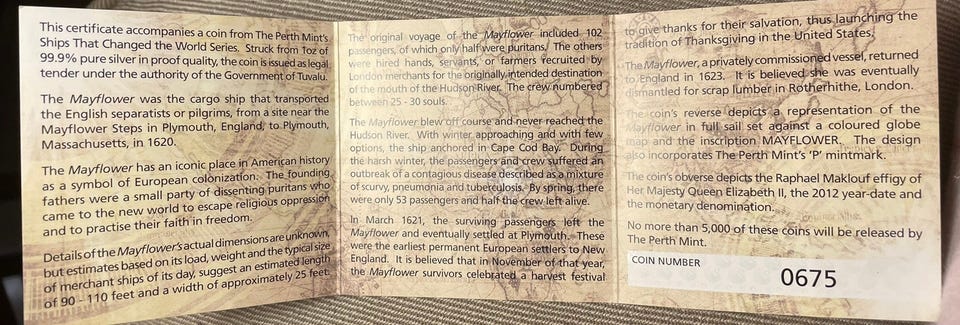 This certificate accompanies a coin from The Perth Mint's
Ships That Changed the World Series. Struck from 1oz of
99.9% pure silver in proof quality, the coin is issued as legal
tender under the authority of the Government of Tuvalu.
The Mayflower was the cargo ship that transported
the English separatists or pilgrims, from a site near the
Mayflower Steps in Plymouth, England, to Plymouth,
Massachusetts, in 1620.
The Mayflower has an iconic place in American history
as a symbol of European colonization. The founding
fathers were a small party of dissenting puritans who
came to the new world to escape religious oppression
and to practise their faith in freedom.
Details of the Mayflower's actual dimensions are unknown,
but estimates based on its load, weight and the typical size
of merchant ships of its day, suggest an estimated length
of 90 - 110 feet and a width of approximately 25 feet.
The original voyage of the Mayflower included 102
passengers, of which only half were puritans. The others
were hired hands, servants, or farmers recruited by
London merchants for the originally intended destination
of the mouth of the Hudson River. The crew numbered
between 25 - 30 souls.
The Mayflower blew off course and never reached the
Hudson River. With winter approaching and with few
options, the ship anchored in Cape Cod Bay. During
the harsh winter, the passengers and crew suffered an
outbreak of a contagious disease described as a mixture
of scurvy, pneumonia and tuberculosis. By spring, there
were only 53 passengers and half the crew left alive.
In March 1621, the surviving passengers left the
Mayflower and eventually settled at Plymouth. These
were the earliest permanent European settlers to New
England. It is believed that in November of that year,
the Mayflower survivors celebrated a harvest festival
to give thanks for their salvation, thus launching the
tradition of Thanksgiving in the United States.
The Mayflower, a privately commissioned vessel, returned
to England in 1623. It is believed she was eventually
dismantled for scrap lumber in Rotherhithe, London.
The coin's reverse depicts a representation of the
Mayflower in full sail set against a coloured globe
map and the inscription MAYFLOWER. The design
also incorporates The Perth Mint's 'P' mintmark.
The coin's obverse depicts the Raphael Maklouf effigy of
Her Majesty Queen Elizabeth II, the 2012 year-date and
the monetary denomination.
No more than 5,000 of these coins will be released by
The Perth Mint.
COIN NUMBER
0675